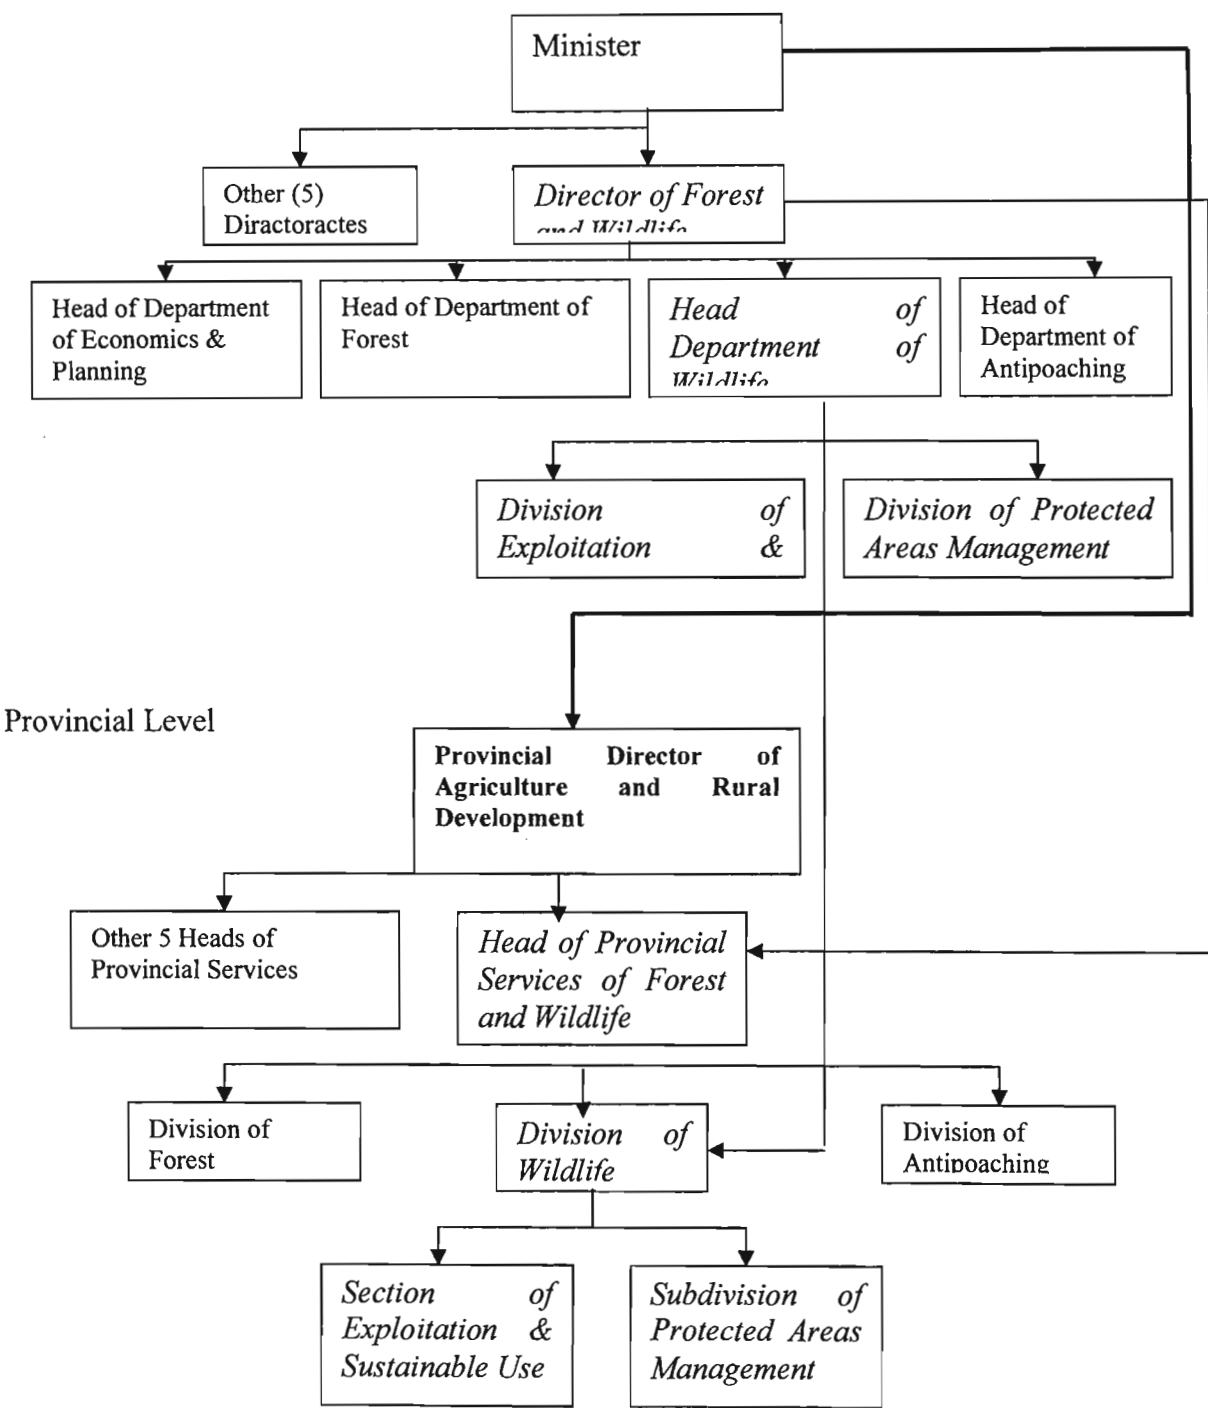 Minister
Other (5)
Diractoractes
Director of Forest
and Wildlife
Head of Department
of Economics &
Planning
Head of Department of
Forest
Head of
Department of
Wildlife
Head of
Department of
Antipoaching
Division of
Exploitation &
Division of Protected
Areas Management
Provincial Level
Provincial Director of
Agriculture and Rural
Development
Other 5 Heads of
Provincial Services
Head of Provincial
Services of Forest
and Wildlife
Division of
Forest
Division of
Wildlife
Division of
Antipoaching
Section of
Exploitation &
Sustainable Use
Subdivision of
Protected Areas
Management